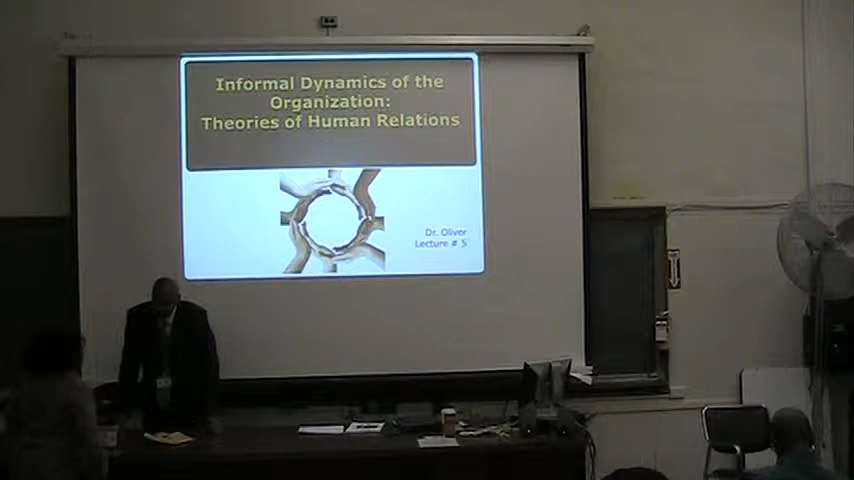 Informal Dynamics of the
Organization:
Theories of Human Relations
Dr. Oliver
Lecture # 5